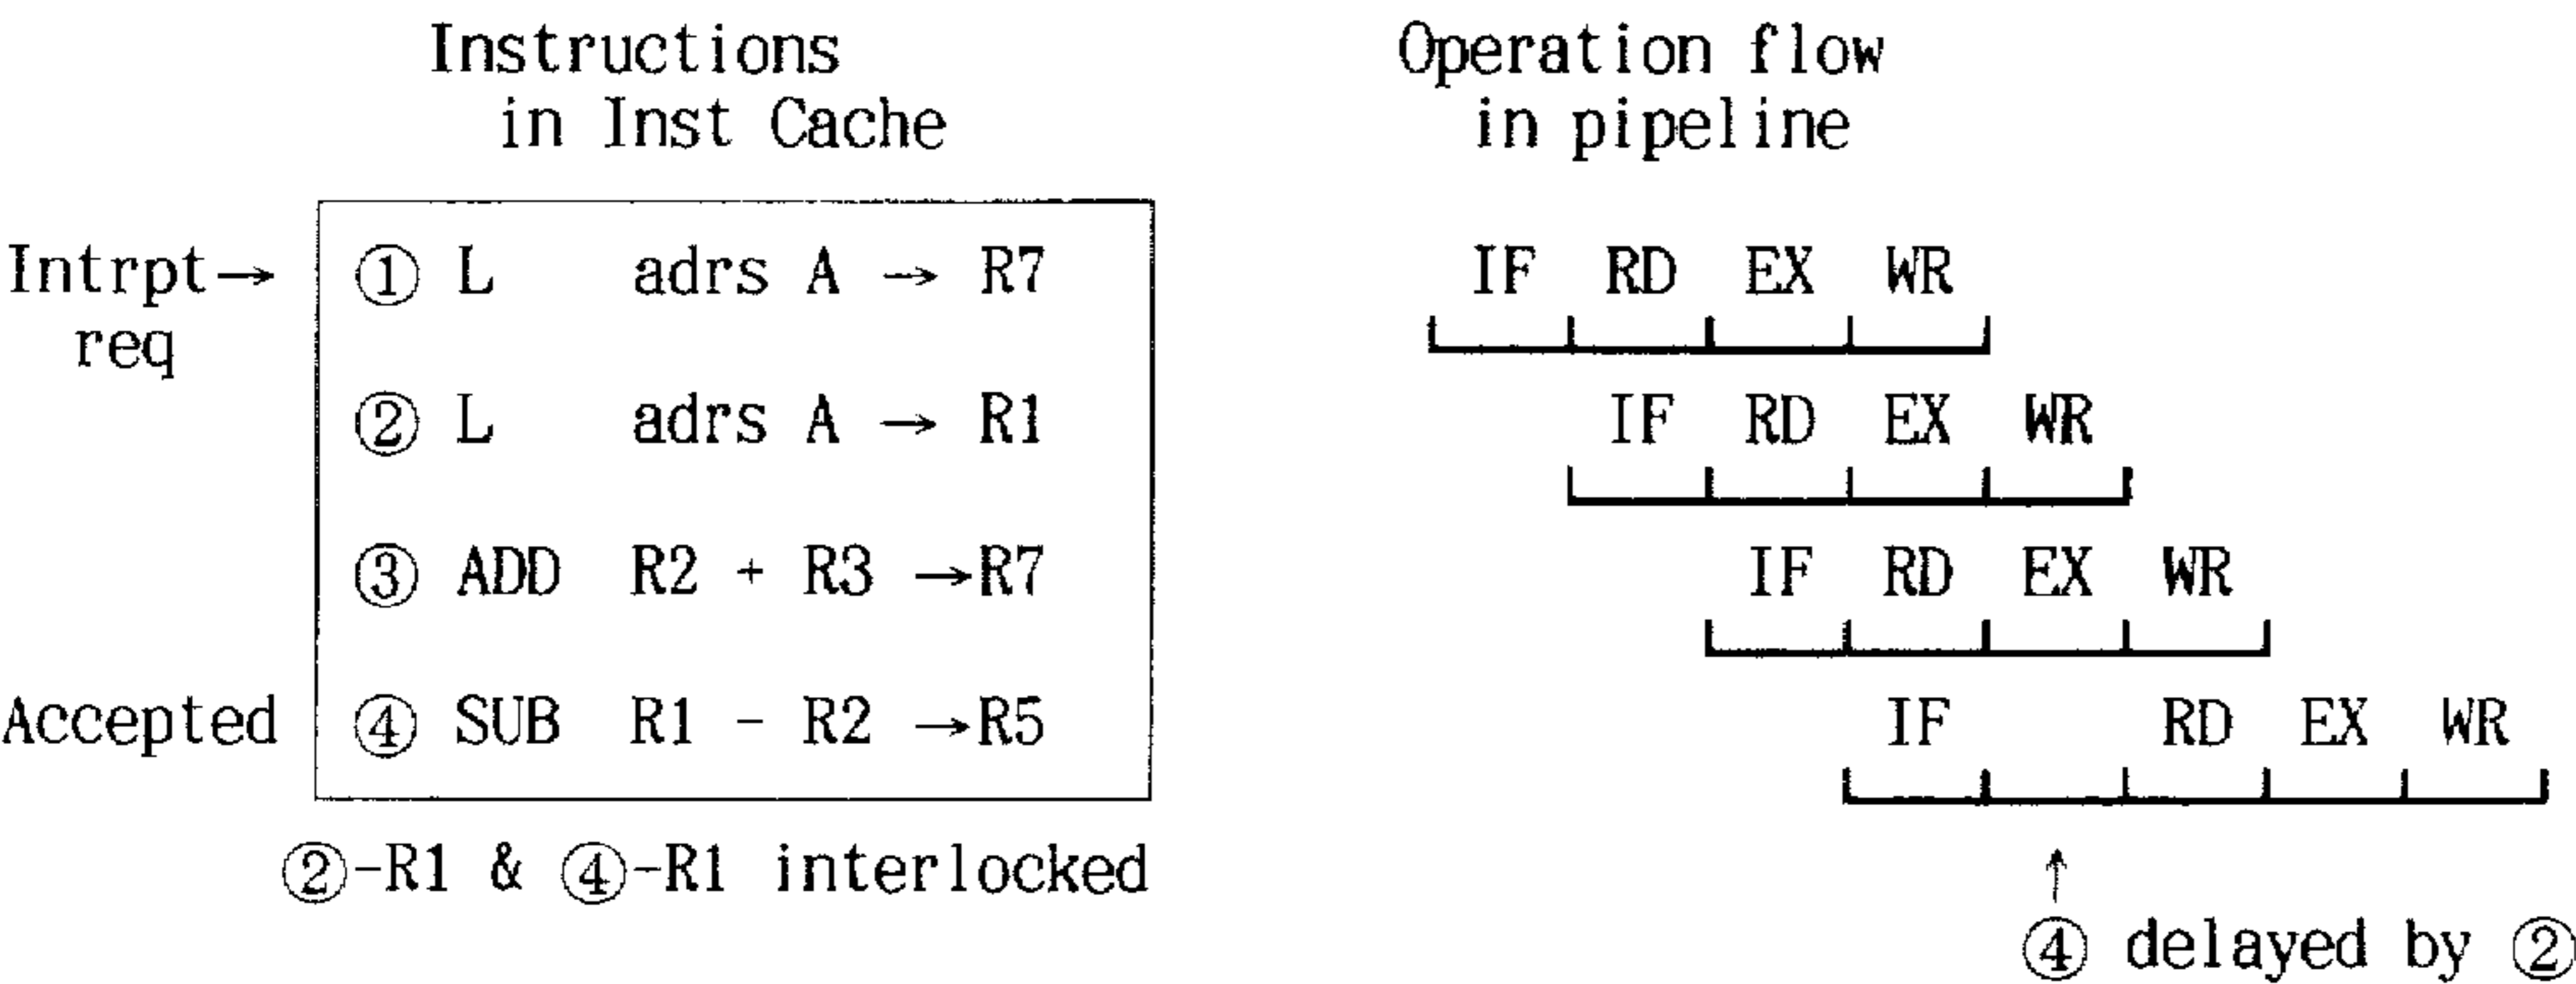 Instructions
in Inst Cache
Operation flow
in pipeline
Intrpt→
req
① L adrs A → R7
IF RD EX WR
② L adrs A → R1
IF RD EX WR
③ ADD R2 + R3 →R7
IF RD EX WR
Accepted
④ SUB R1 - R2 →R5
IF RD EX WR
②-R1 & ④-R1 interlocked
↑
④ delayed by ②